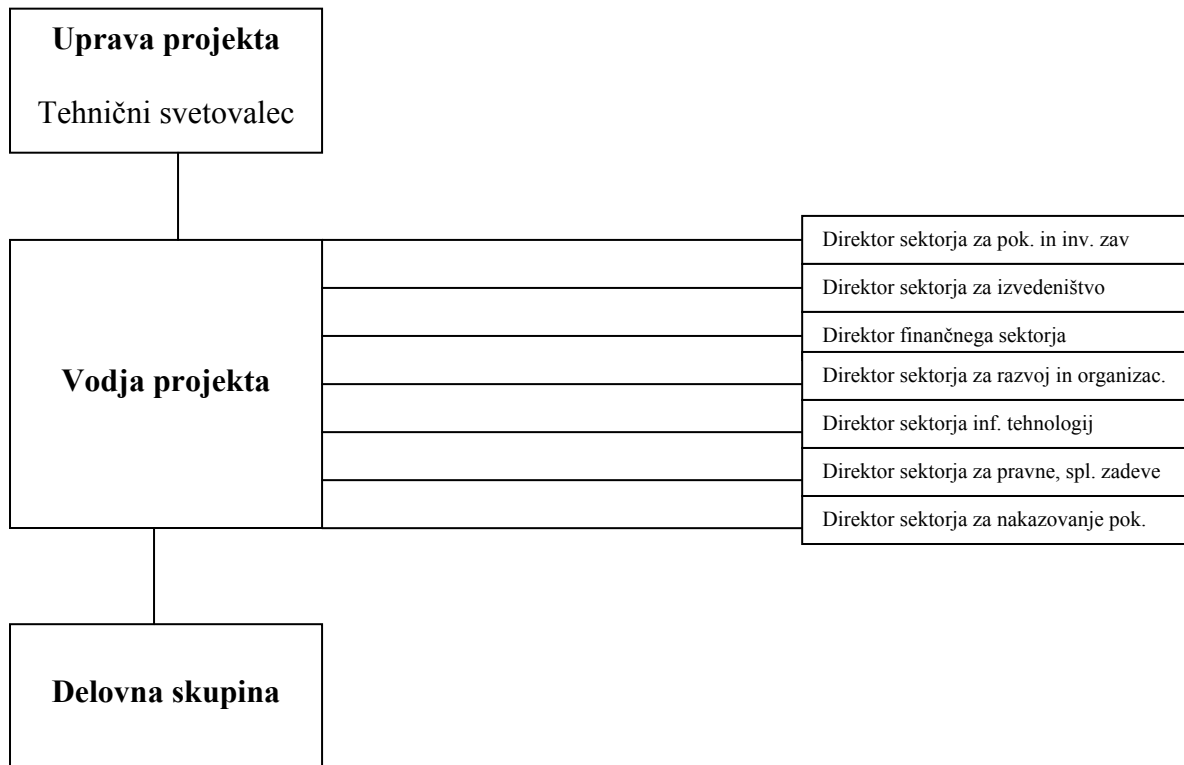 Uprava projekta
Tehnični svetovalec
Direktor sektorja za pok. in inv. zav
Direktor sektorja za izvedeništvo
Direktor finančnega sektorja
Vodja projekta
Direktor sektorja za razvoj in organizac.
Direktor sektorja inf. tehnologij
Direktor sektorja za pravne, spl. zadeve
Direktor sektorja za nakazovanje pok.
Delovna skupina